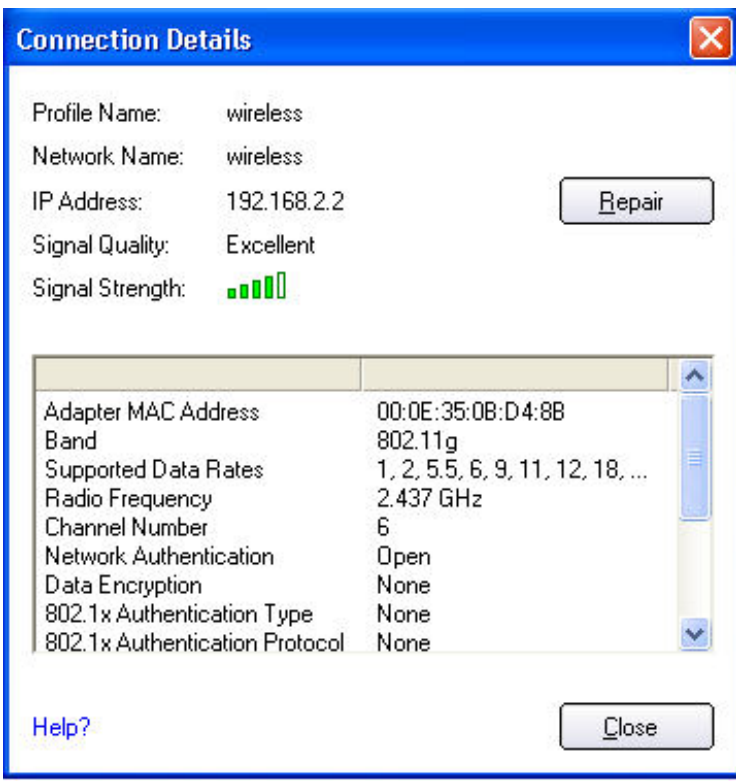 Connection Details
Profile Name: wireless
Network Name: wireless
IP Address: 192.168.2.2
Repair
Signal Quality: Excellent
Signal Strength:
Adapter MAC Address 00:0E:35:0B:D4:8B
Band 802.11g
Supported Data Rates 1, 2, 5.5, 6, 9, 11, 12, 18, ...
Radio Frequency 2.437 GHz
Channel Number 6
Network Authentication Open
Data Encryption None
802.1x Authentication Type None
802.1x Authentication Protocol None
Help?
Close